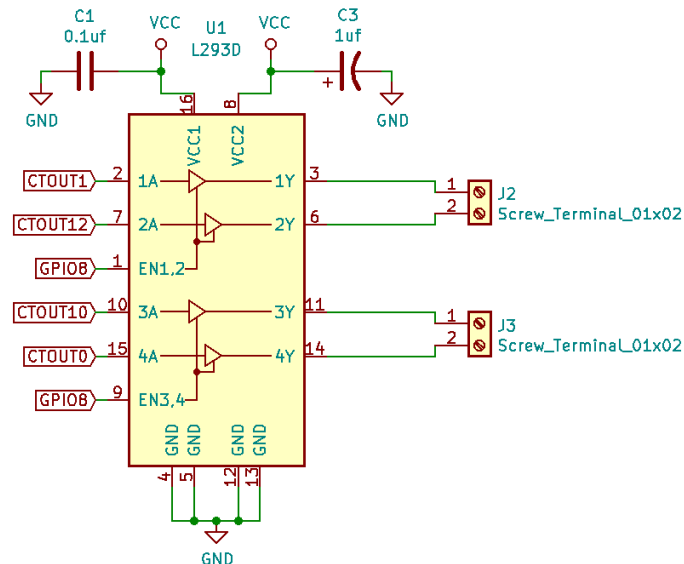 C1
0.1uf
VCC
U1
L293D
VCC
C3
1uf
+
GND
GND
16
8
VCC1
VCC2
CTOUT1
2
1A
1Y
3
1
J2
CTOUT12
7
2A
2Y
6
2
Screw_Terminal_01x02
GPIO8
1
EN1,2
CTOUT10
10
3A
3Y
11
1
J3
CTOUT0
15
4A
4Y
14
2
Screw_Terminal_01x02
GPIO8
9
EN3,4
GND
GND
GND
GND
4
5
12
13
GND